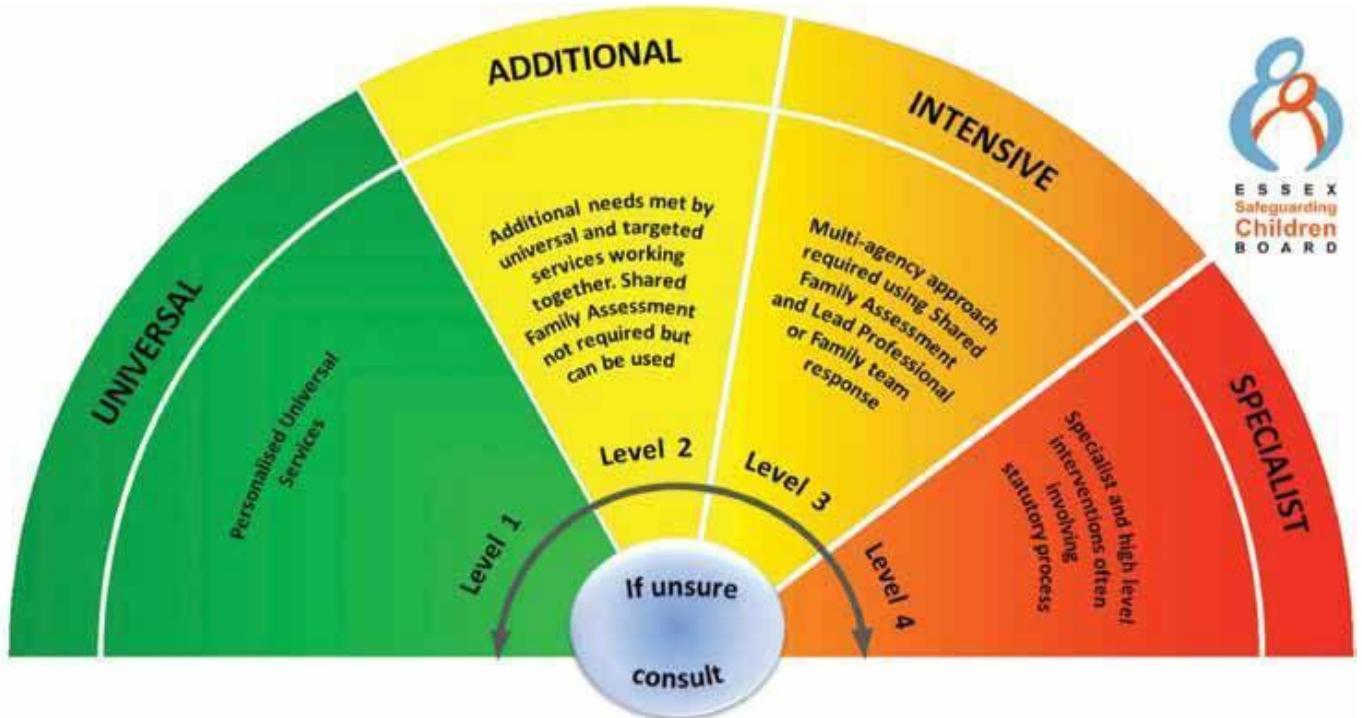 UNIVERSAL
Personalised Universal
Services
Level 1
ADDITIONAL
Additional needs met by
universal and targeted
services working
together. Shared
Family Assessment
not required but
can be used
Level 2
INTENSIVE
Multi-agency approach
required using Shared
Family Assessment
and Lead Professional
or Family team
response
Level 3
SPECIALIST
Specialist and high level
interventions often
involving
statutory process
Level 4
If unsure
consult
ESSEX
Safeguarding
Children
BOARD